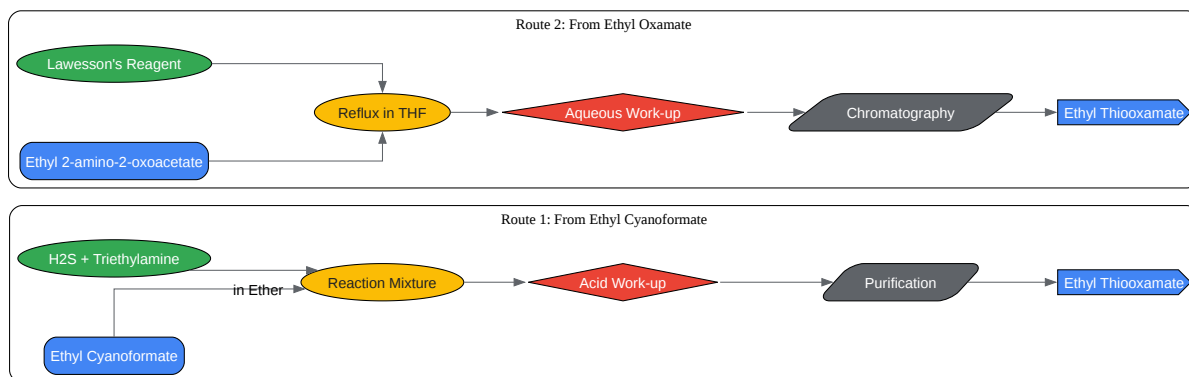 Route 2: From Ethyl Oxamate
Lawesson's Reagent
Reflux in THF
Aqueous Work-up
Chromatography
Ethyl Thiooxamate
Ethyl 2-amino-2-oxoacetate
Route 1: From Ethyl Cyanoformate
H2S + Triethylamine
in Ether
Reaction Mixture
Acid Work-up
Purification
Ethyl Thiooxamate
Ethyl Cyanoformate